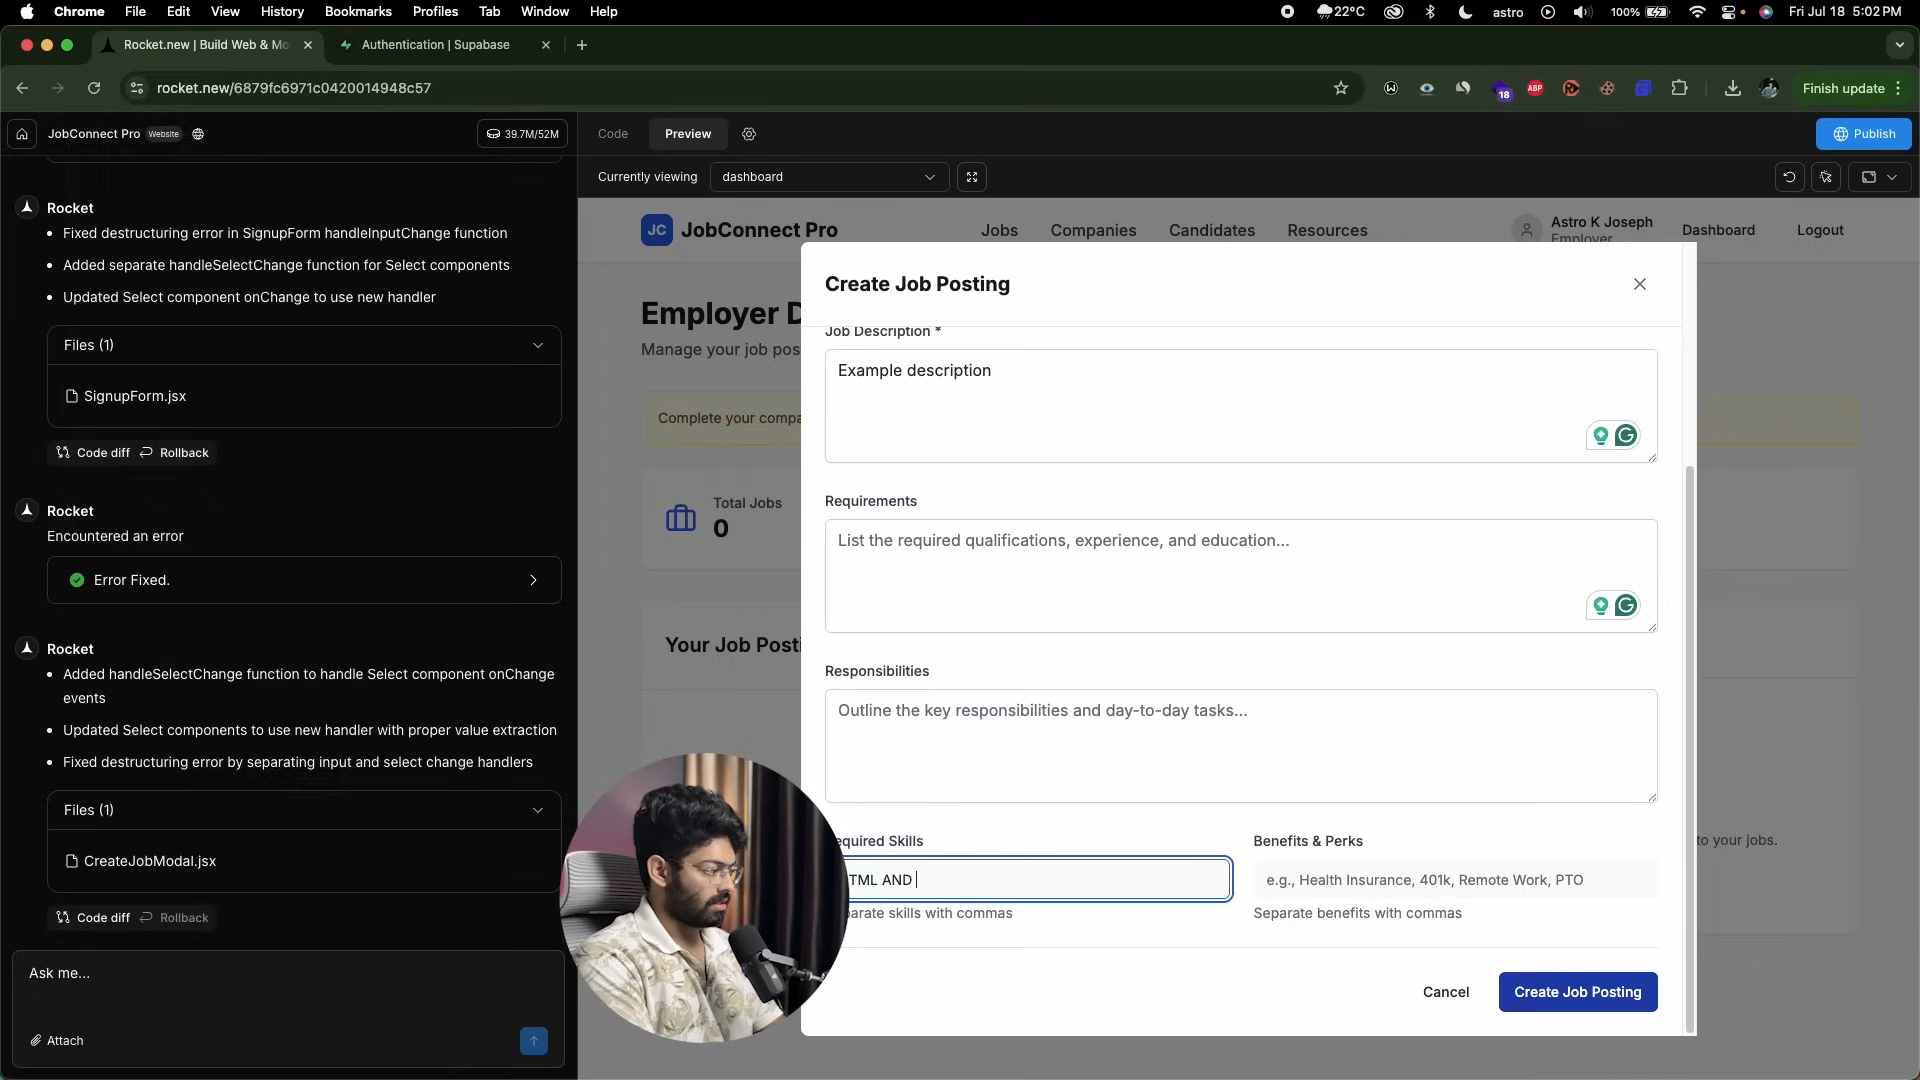 Chrome File Edit View History Bookmarks Profiles Tab Window Help
22°C astro 100% Fri Jul 18 5:02 PM
Rocket.new | Build Web & Mo
Authentication | Supabase
rocket.new/6879fc6971c0420014948c57
18 ABP Finish update
JobConnect Pro Website 39.7M/52M
Code Preview Publish
Currently viewing dashboard
Rocket
Fixed destructuring error in SignupForm handleInputChange function
Added separate handleSelectChange function for Select components
Updated Select component onChange to use new handler
Files (1)
SignupForm.jsx
Code diff Rollback
Rocket
Encountered an error
Error Fixed.
Rocket
Added handleSelectChange function to handle Select component onChange
events
Updated Select components to use new handler with proper value extraction
Fixed destructuring error by separating input and select change handlers
Files (1)
CreateJobModal.jsx
Code diff Rollback
Ask me...
Attach
JC JobConnect Pro Jobs Companies Candidates Resources Astro K Joseph Employer Dashboard Logout
Employer D
Manage your job pos
Complete your compa
Total Jobs
0
Your Job Posti
to your jobs.
Create Job Posting
Job Description *
Example description
Requirements
List the required qualifications, experience, and education...
Responsibilities
Outline the key responsibilities and day-to-day tasks...
equired Skills
TML AND
parate skills with commas
Benefits & Perks
e.g., Health Insurance, 401k, Remote Work, PTO
Separate benefits with commas
Cancel Create Job Posting